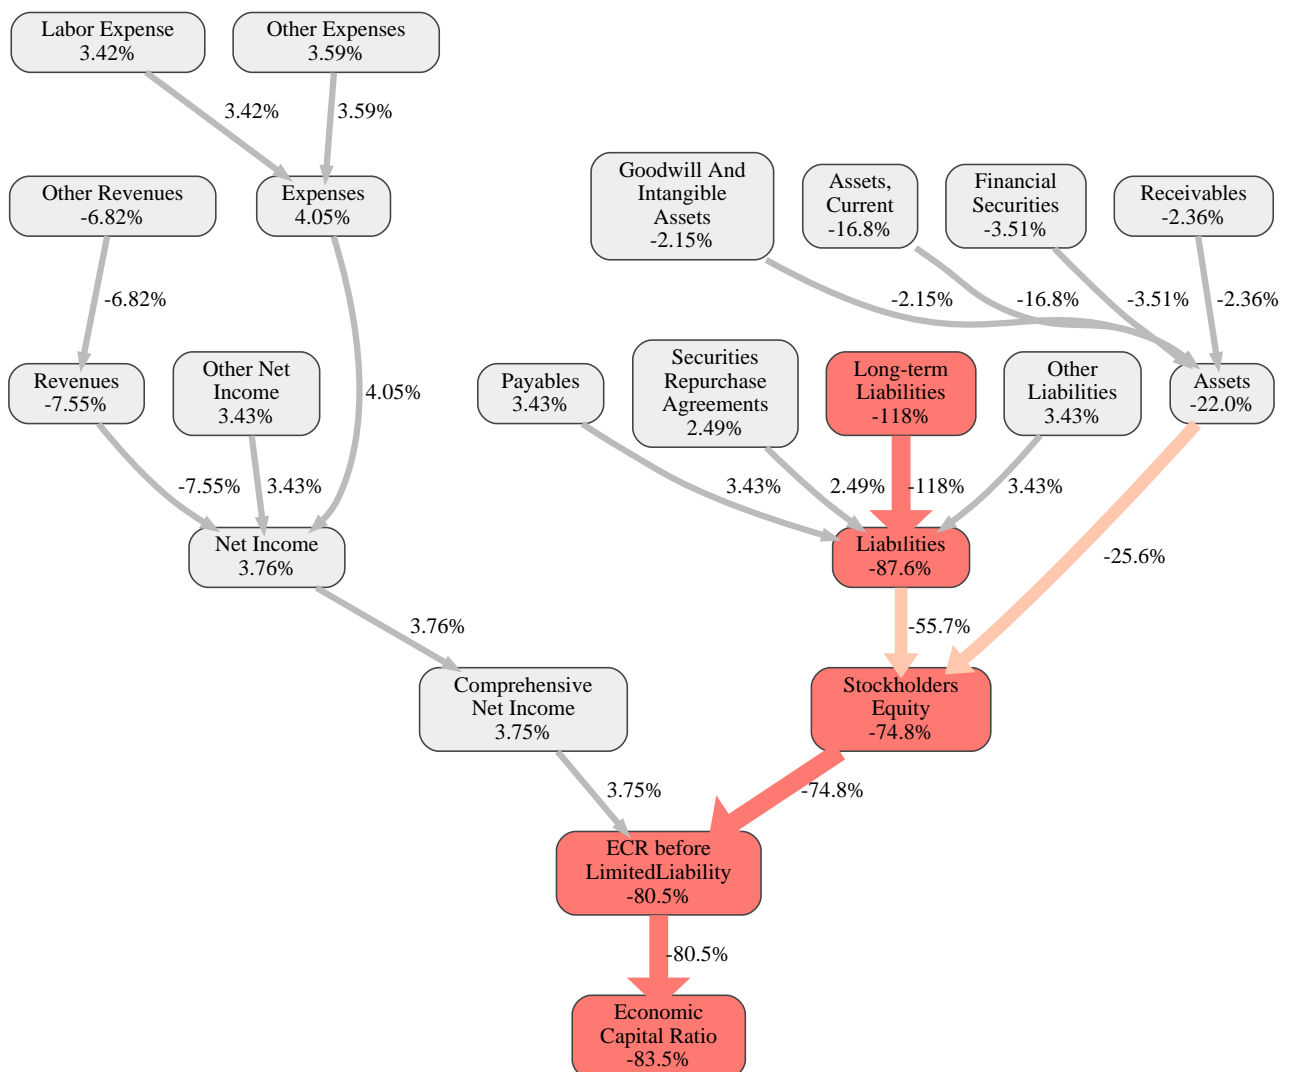 Labor Expense
3.42%
Other Expenses
3.59%
3.42%
3.59%
Goodwill And
Intangible
Assets
-2.15%
Assets,
Current
-16.8%
Financial
Securities
-3.51%
Receivables
-2.36%
Other Revenues
-6.82%
Expenses
4.05%
-6.82%
-2.15%
-16.8%
-3.51%
-2.36%
Revenues
-7.55%
Other Net
Income
3.43%
4.05%
Payables
3.43%
Securities
Repurchase
Agreements
2.49%
Long-term
Liabilities
-118%
Other
Liabilities
3.43%
Assets
-22.0%
-7.55%
3.43%
3.43%
2.49%
-118%
3.43%
Net Income
3.76%
Liabilities
-87.6%
-25.6%
3.76%
-55.7%
Comprehensive
Net Income
3.75%
Stockholders
Equity
-74.8%
3.75%
-74.8%
ECR before
LimitedLiability
-80.5%
-80.5%
Economic
Capital Ratio
-83.5%